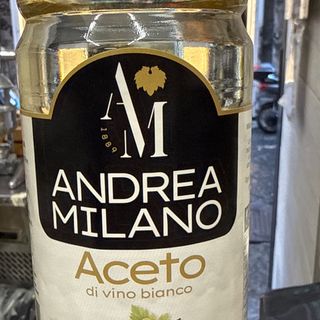 AM
1889
ANDREA
MILANO
Aceto
di vino bianco